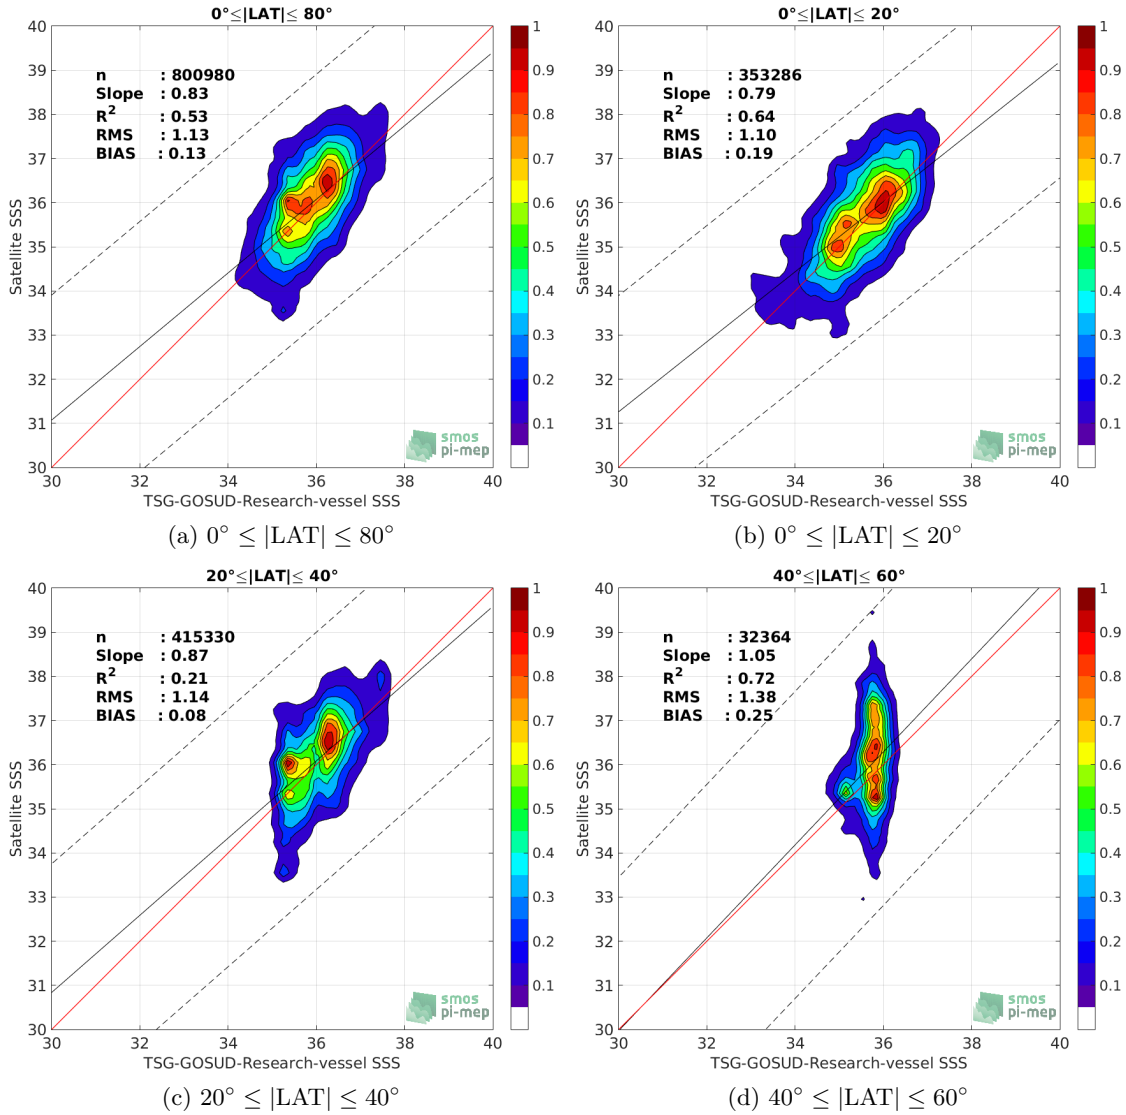 0°≤|LAT|≤ 80°
n : 800980
Slope : 0.83
R² : 0.53
RMS : 1.13
BIAS : 0.13
Satellite SSS
40
39
38
37
36
35
34
33
32
31
30
30 32 34 36 38 40
TSG-GOSUD-Research-vessel SSS
1
0.9
0.8
0.7
0.6
0.5
0.4
0.3
0.2
0.1
smos
pi-mep
(a) 0° ≤ |LAT| ≤ 80°
0°≤|LAT|≤ 20°
n : 353286
Slope : 0.79
R² : 0.64
RMS : 1.10
BIAS : 0.19
Satellite SSS
40
39
38
37
36
35
34
33
32
31
30
30 32 34 36 38 40
TSG-GOSUD-Research-vessel SSS
1
0.9
0.8
0.7
0.6
0.5
0.4
0.3
0.2
0.1
smos
pi-mep
(b) 0° ≤ |LAT| ≤ 20°
20°≤|LAT|≤ 40°
n : 415330
Slope : 0.87
R² : 0.21
RMS : 1.14
BIAS : 0.08
Satellite SSS
40
39
38
37
36
35
34
33
32
31
30
30 32 34 36 38 40
TSG-GOSUD-Research-vessel SSS
1
0.9
0.8
0.7
0.6
0.5
0.4
0.3
0.2
0.1
smos
pi-mep
(c) 20° ≤ |LAT| ≤ 40°
40°≤|LAT|≤ 60°
n : 32364
Slope : 1.05
R² : 0.72
RMS : 1.38
BIAS : 0.25
Satellite SSS
40
39
38
37
36
35
34
33
32
31
30
30 32 34 36 38 40
TSG-GOSUD-Research-vessel SSS
1
0.9
0.8
0.7
0.6
0.5
0.4
0.3
0.2
0.1
smos
pi-mep
(d) 40° ≤ |LAT| ≤ 60°